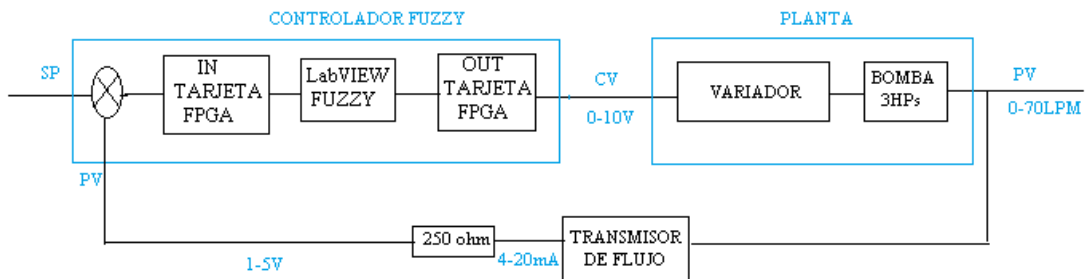 CONTROLADOR FUZZY
PLANTA
SP
IN
TARJETA
FPGA
LabVIEW
FUZZY
OUT
TARJETA
FPGA
CV
0-10V
VARIADOR
BOMBA
3HPs
PV
0-70LPM
PV
250 ohm
TRANSMISOR
DE FLUJO
1-5V
4-20mA